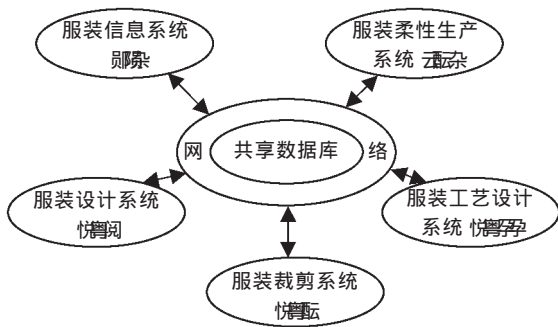 服装信息系统
服装柔性生产
系统
网
共享数据库
络
服装设计系统
服装工艺设计
系统
服装裁剪系统